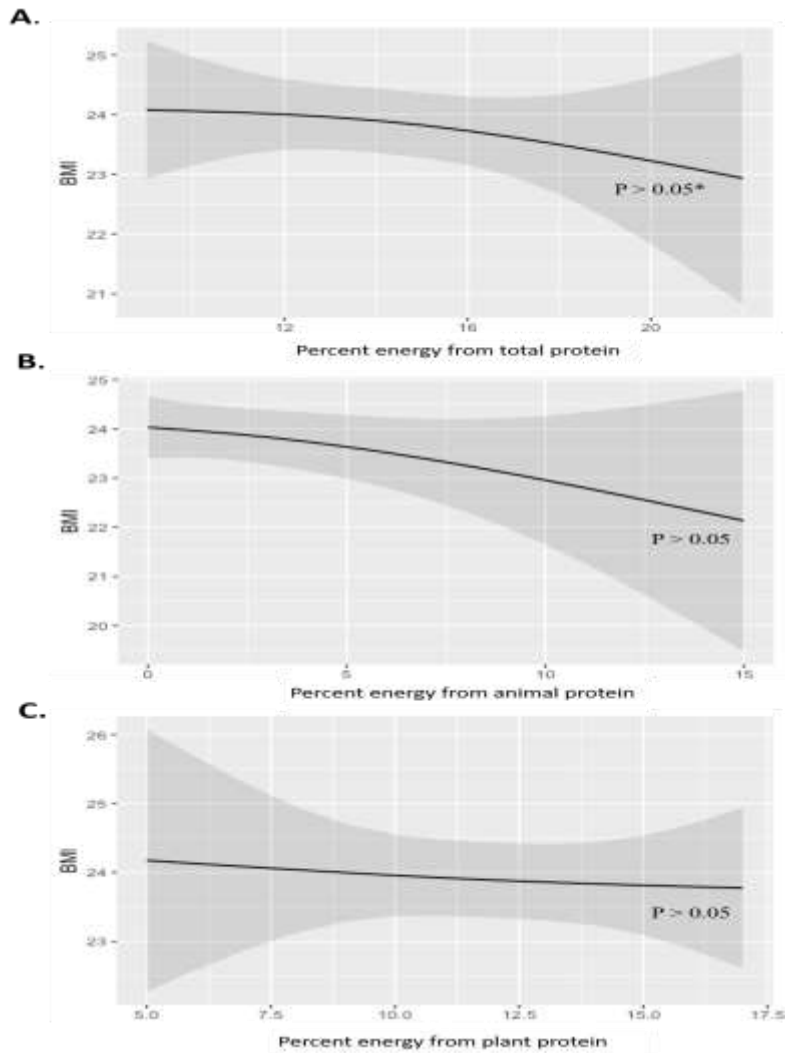 A.
25
24
23
22
21
BMI
P > 0.05*
12 16 20
Percent energy from total protein
B.
25
24
23
22
21
20
BMI
P > 0.05
0 5 10 15
Percent energy from animal protein
C.
26
25
24
23
BMI
P > 0.05
5.0 7.5 10.0 12.5 15.0 17.5
Percent energy from plant protein